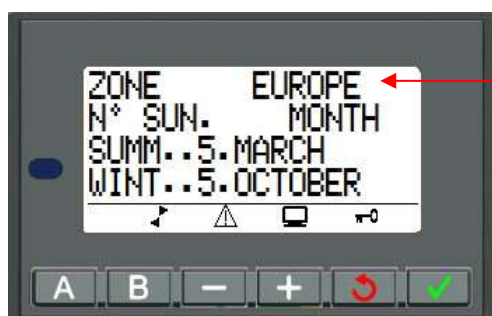 ZONE EUROPE
N° SUN. MONTH
SUMM..5.MARCH
WINT..5.OCTOBER
A B − +